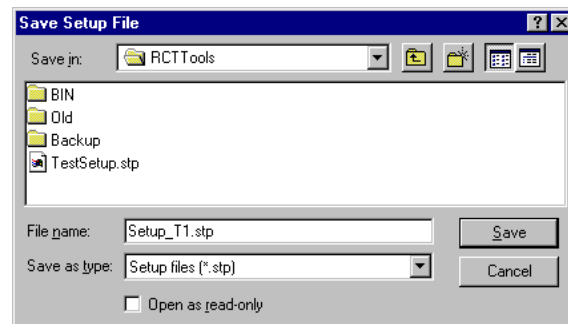 Save Setup File
Save in: RCTTools
BIN
Old
Backup
TestSetup.stp
File name: Setup_T1.stp Save
Save as type: Setup files (*.stp) Cancel
Open as read-only